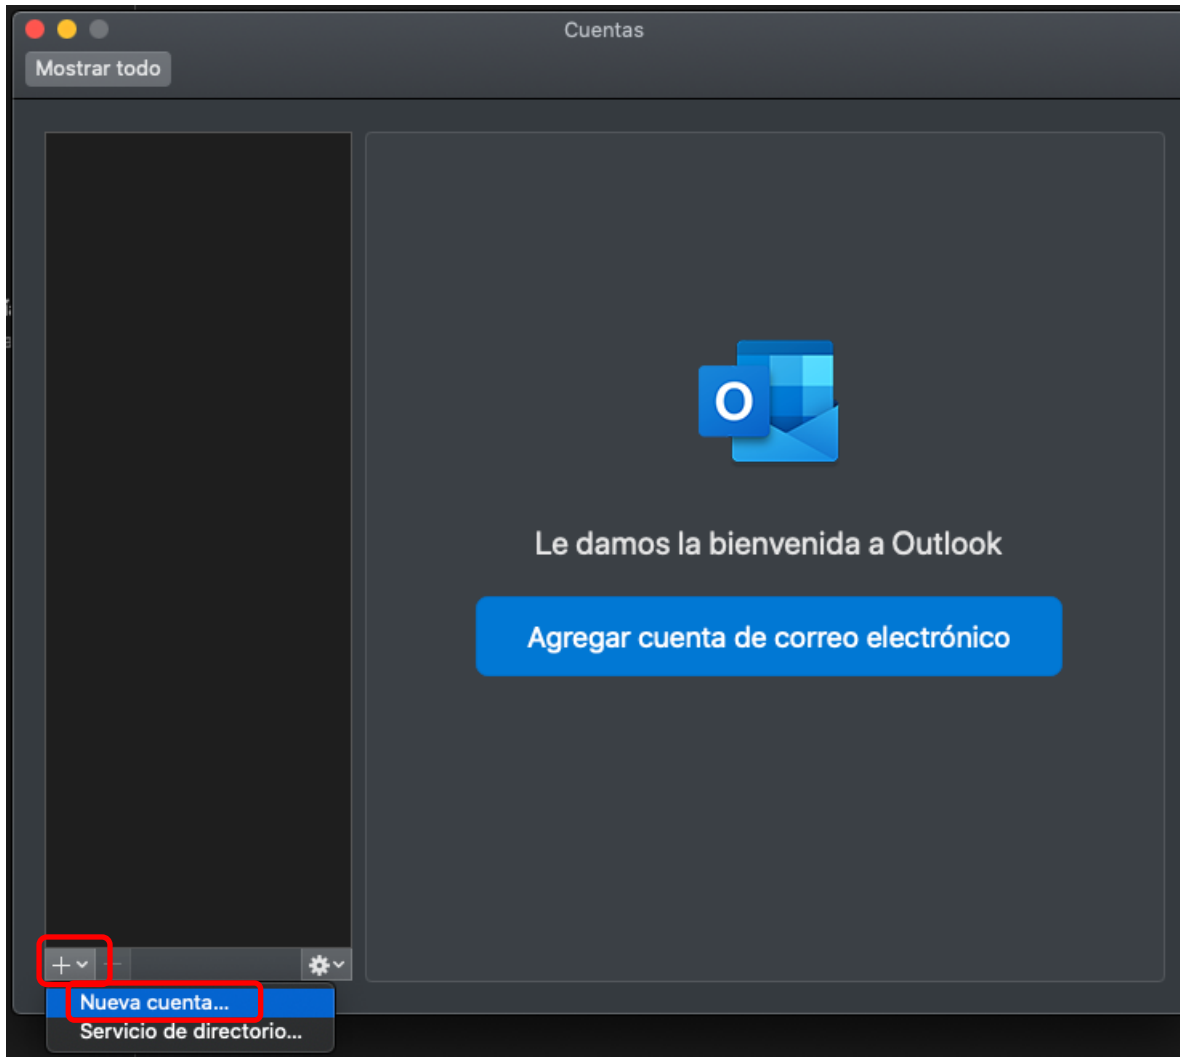 Cuentas
Mostrar todo
O
Le damos la bienvenida a Outlook
Agregar cuenta de correo electrónico
Nueva cuenta...
Servicio de directorio...